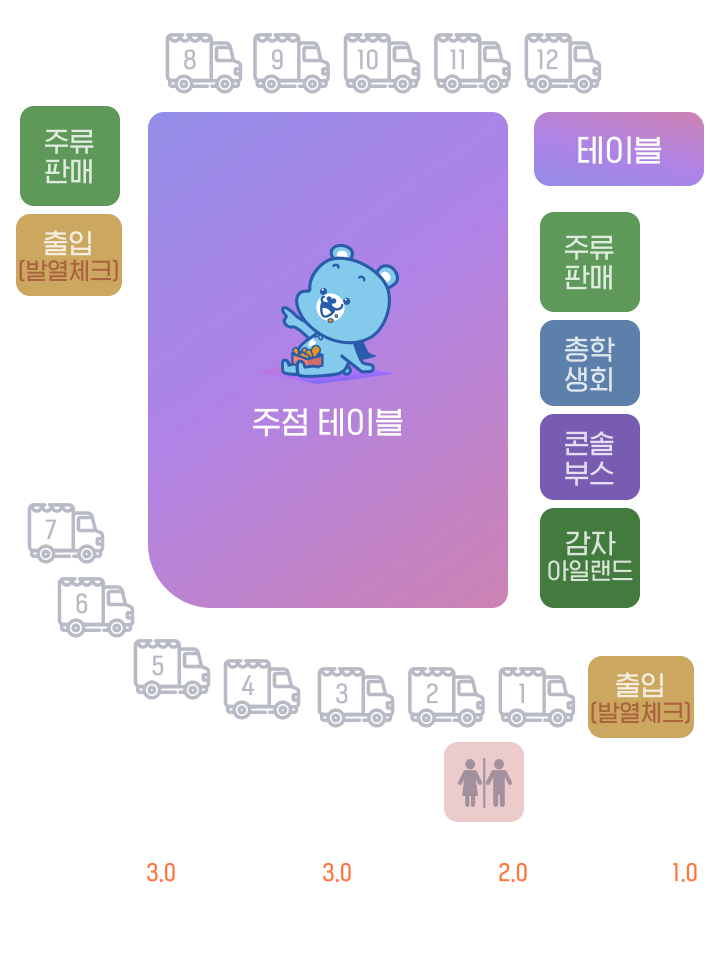 8
9
10
11
12
주류
판매
출입
(발열체크)
테이블
주류
판매
총학
생회
콘솔
부스
감자
아일랜드
주점 테이블
7
6
5
4
3
2
1
출입
(발열체크)
3.0
3.0
2.0
1.0